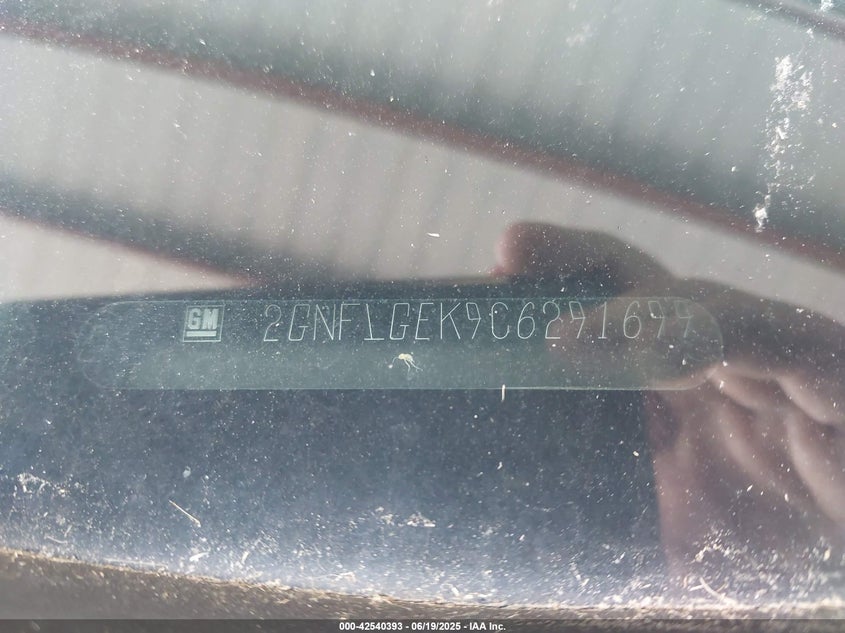 GM 2GNFLGEK9C6291699
000-42540393 - 06/19/2025 - IAA Inc.